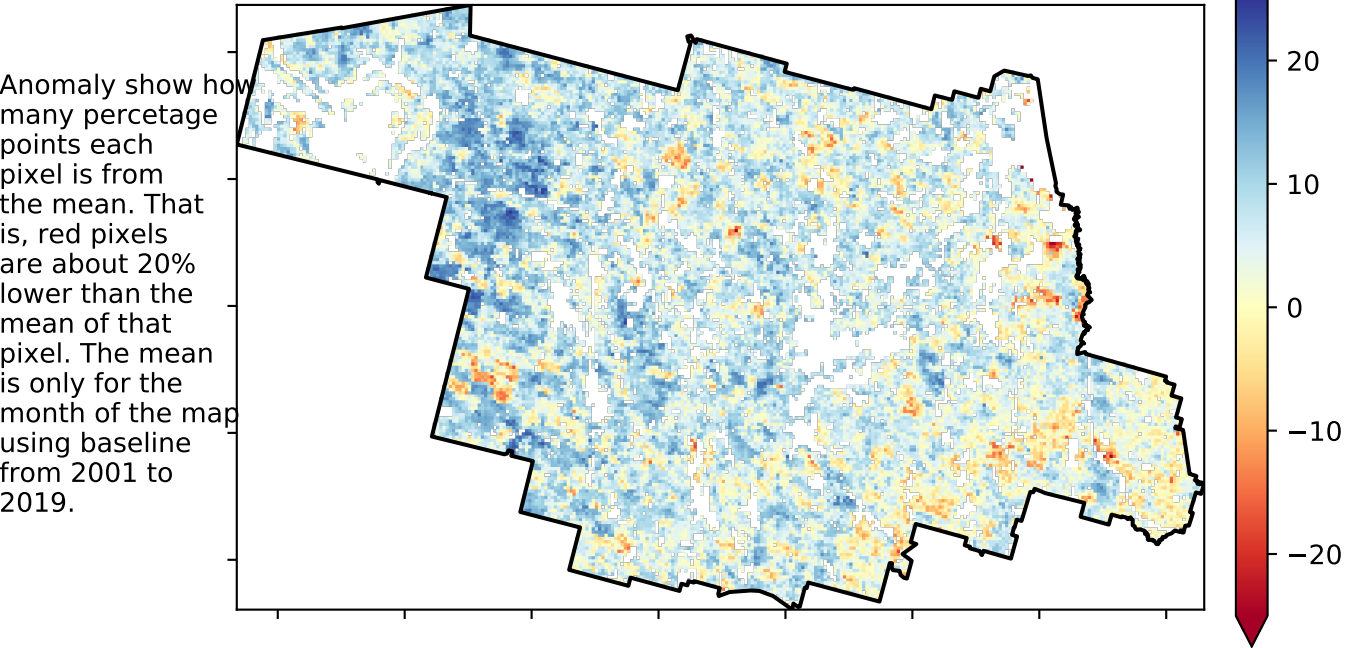 Anomaly show how
many percetage
points each
pixel is from
the mean. That
is, red pixels
are about 20%
lower than the
mean of that
pixel. The mean
is only for the
month of the map
using baseline
from 2001 to
2019.
20
10
0
−10
−20